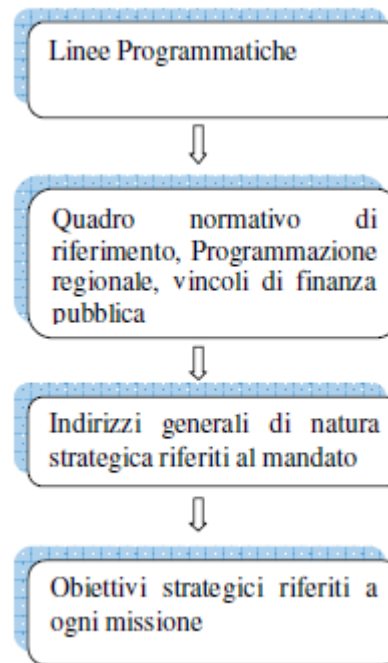 Linee Programmatiche
Quadro normativo di
riferimento, Programmazione
regionale, vincoli di finanza
pubblica
Indirizzi generali di natura
strategica riferiti al mandato
Obiettivi strategici riferiti a
ogni missione